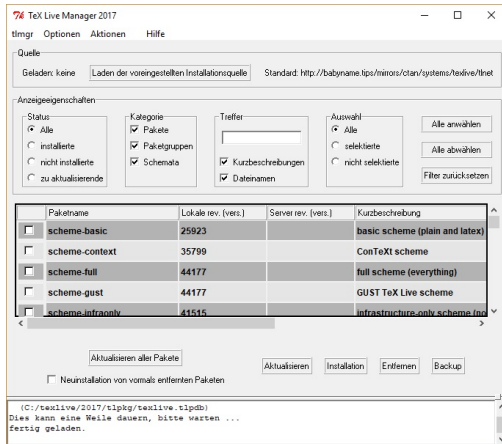 TeX Live Manager 2017
tlmgr Optionen Aktionen Hilfe
Quelle
Geladen: keine Laden der voreingestellten Installationsquelle Standard: http://babyname.tips/mirrors/ctan/systems/texlive/tlnet
Anzeigeeigenschaften
Status Kategorie Treffer Auswahl
Alle Pakete Alle Alle anwählen
installierte Paketgruppen selektierte Alle abwählen
nicht installierte Schemata Kurzbeschreibungen nicht selektierte
zu aktualisierende Dateinamen Filter zurücksetzen
Paketname Lokale rev. (vers.) Server rev. (vers.) Kurzbeschreibung
scheme-basic 25923 basic scheme (plain and latex)
scheme-context 35799 ConTeXt scheme
scheme-full 44177 full scheme (everything)
scheme-gust 44177 GUST TeX Live scheme
scheme-infraonly 41515 infrastructure-only scheme (no
Aktualisieren aller Pakete Aktualisieren Installation Entfernen Backup
Neuinstallation von vormals entfernten Paketen
(C:/texlive/2017/tlpkg/texlive.tlpdb)
Dies kann eine Weile dauern, bitte warten ...
fertig geladen.